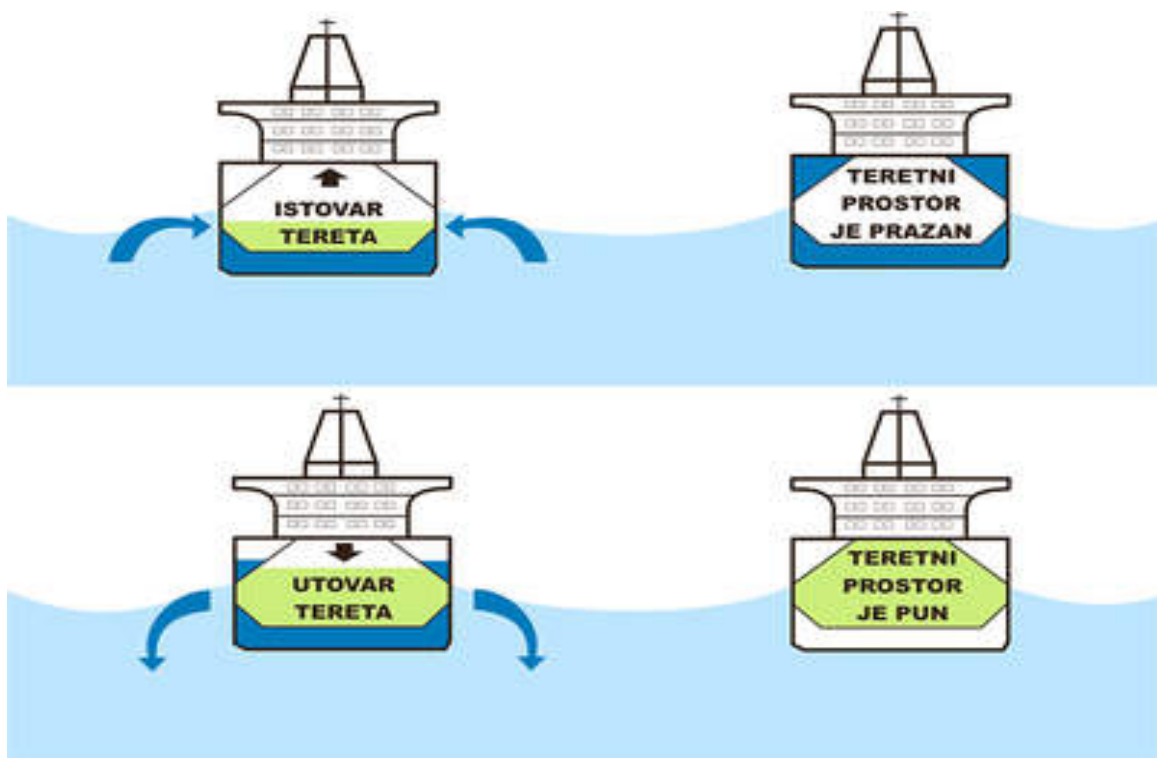 ISTOVAR
TERETA
TERETNI
PROSTOR
JE PRAZAN
UTOVAR
TERETA
TERETNI
PROSTOR
JE PUN